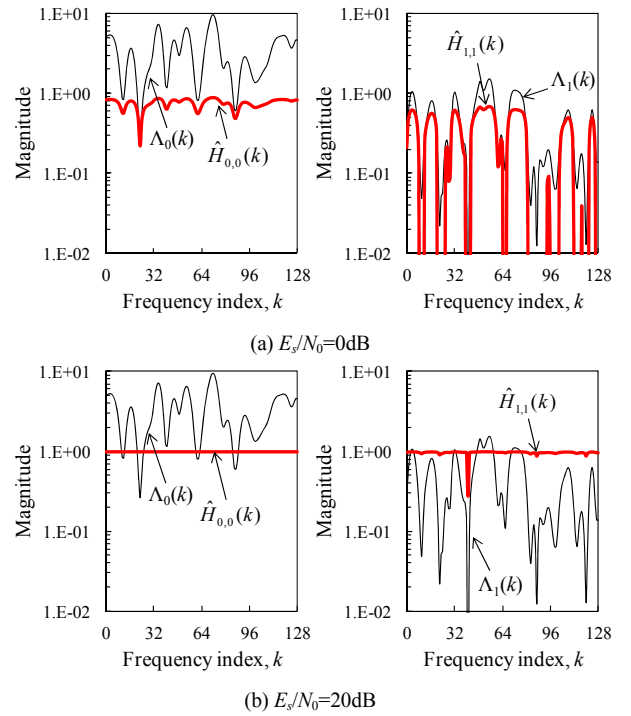 1.E+01
1.E+00
1.E-01
1.E-02
Magnitude
0 32 64 96 128
Frequency index, k
Λ₀(k)
Ĥ₀,₀(k)
1.E+01
1.E+00
1.E-01
1.E-02
Magnitude
0 32 64 96 128
Frequency index, k
Ĥ₁,₁(k)
Λ₁(k)
(a) Eₛ/N₀=0dB
1.E+01
1.E+00
1.E-01
1.E-02
Magnitude
0 32 64 96 128
Frequency index, k
Λ₀(k)
Ĥ₀,₀(k)
1.E+01
1.E+00
1.E-01
1.E-02
Magnitude
0 32 64 96 128
Frequency index, k
Ĥ₁,₁(k)
Λ₁(k)
(b) Eₛ/N₀=20dB